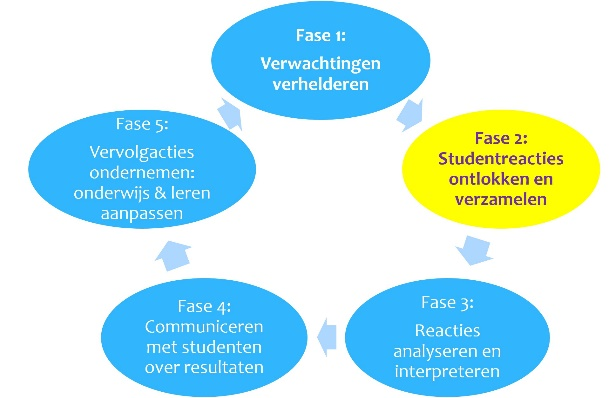 Fase 1:
Verwachtingen
verhelderen
Fase 2:
Studentreacties
ontlokken en
verzamelen
Fase 3:
Reacties
analyseren en
interpreteren
Fase 4:
Communiceren
met studenten
over resultaten
Fase 5:
Vervolgacties
ondernemen:
onderwijs & leren
aanpassen